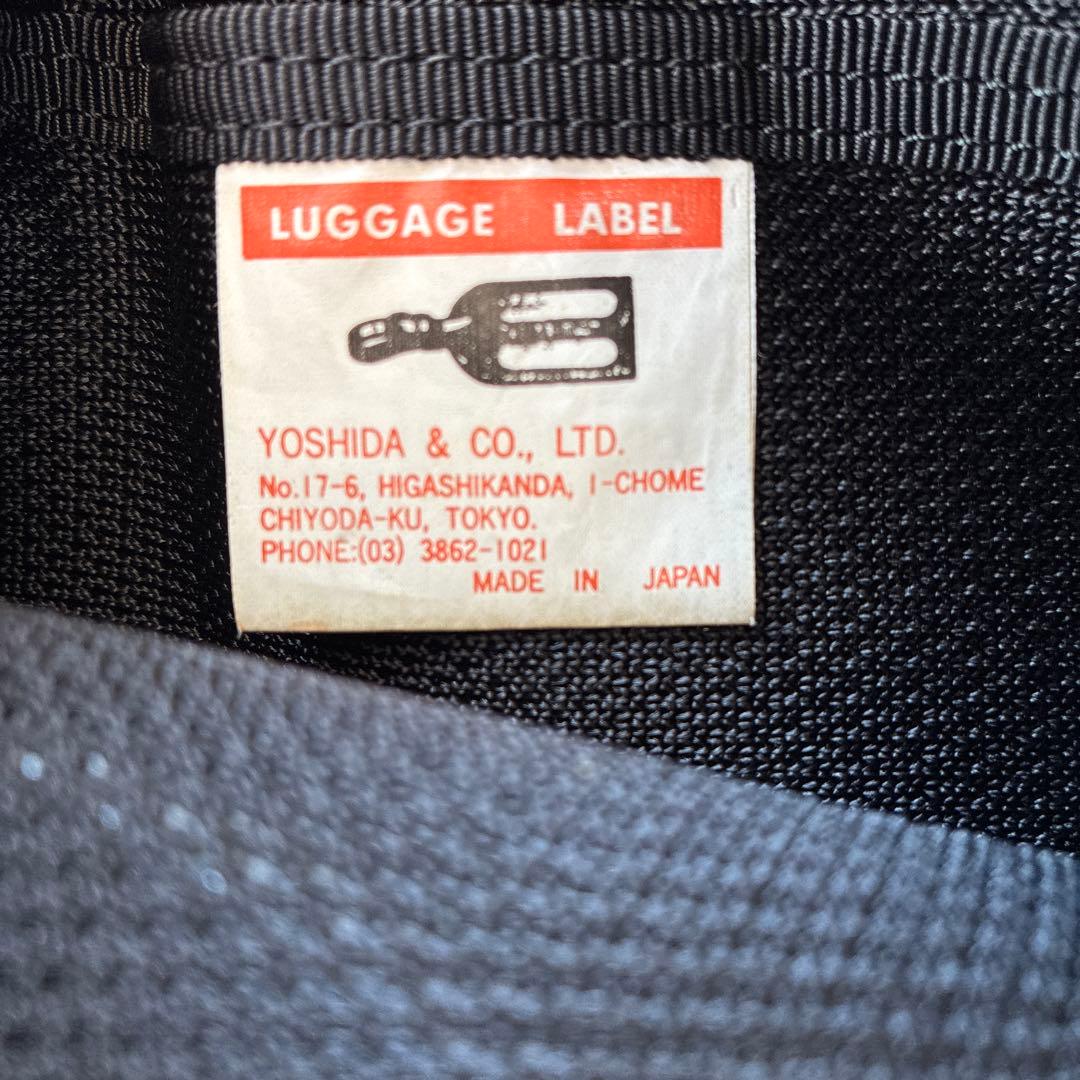 LUGGAGE LABEL
YOSHIDA & CO., LTD.
No.17-6, HIGASHIKANDA, 1-CHOME
CHIYODA-KU, TOKYO.
PHONE:(03) 3862-1021
MADE IN JAPAN